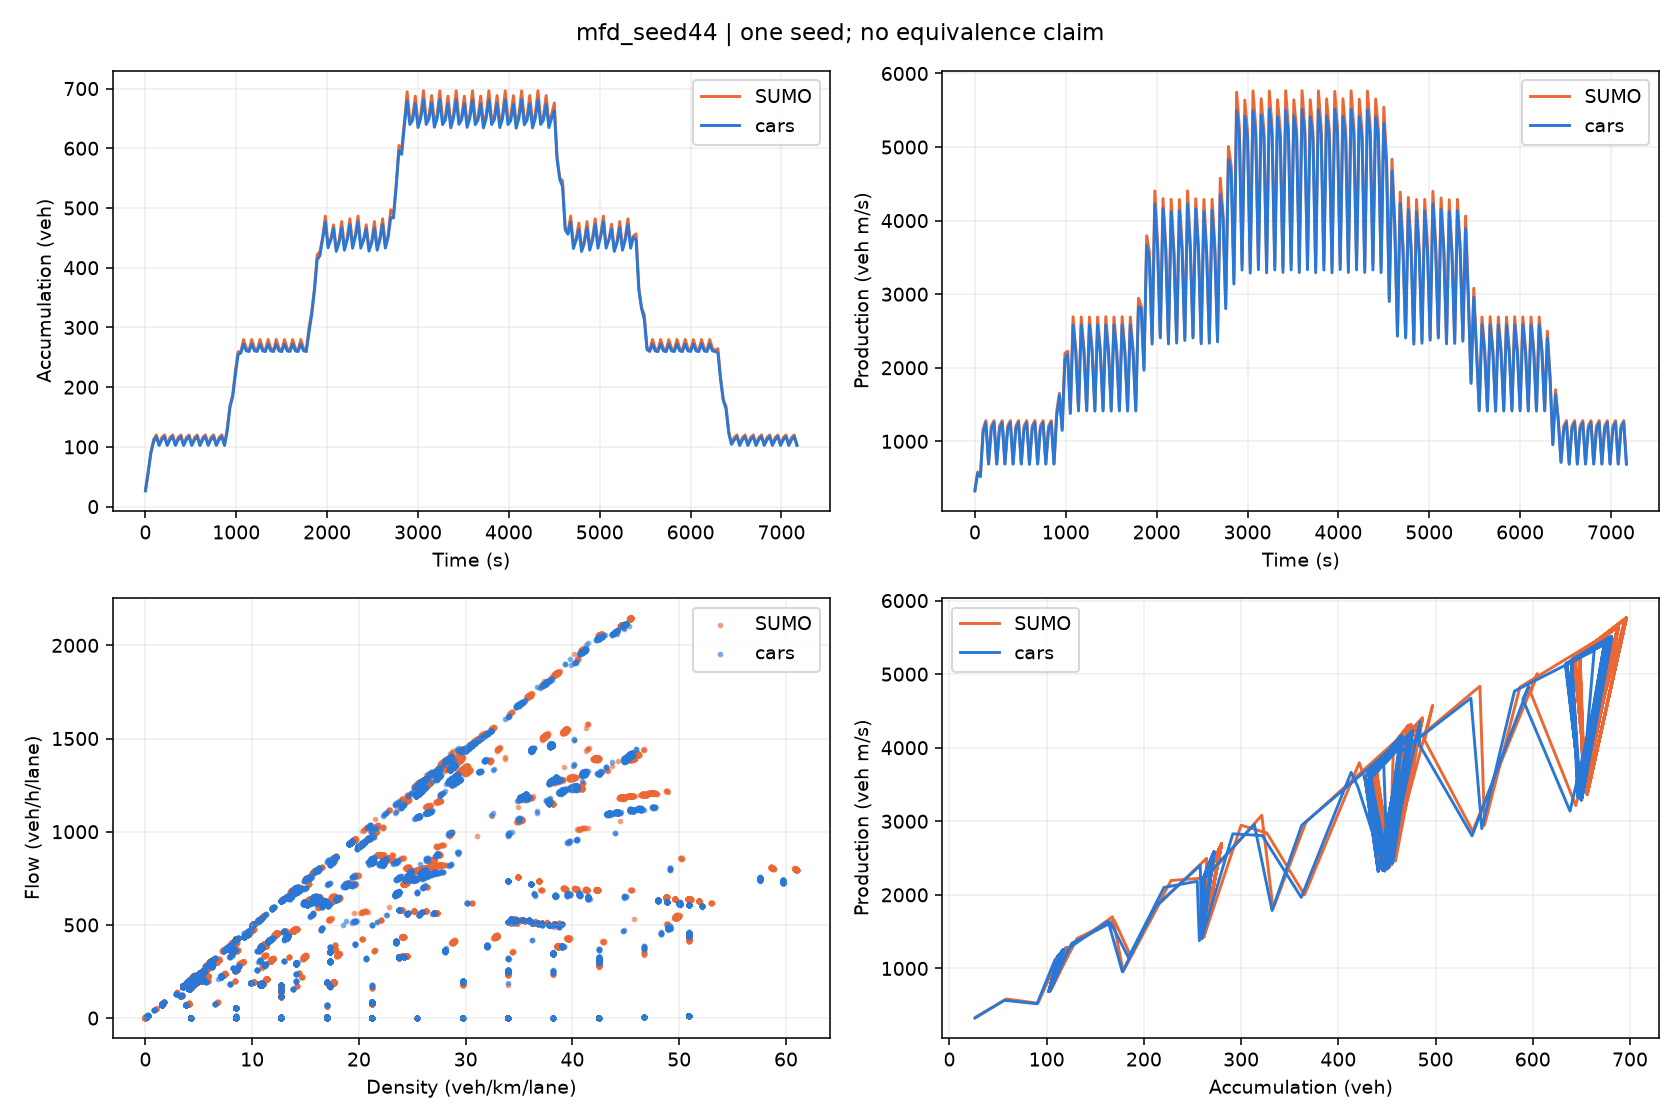 mfd_seed44 | one seed; no equivalence claim
Accumulation (veh)
700
600
500
400
300
200
100
0
0 1000 2000 3000 4000 5000 6000 7000
Time (s)
SUMO
cars
Production (veh m/s)
6000
5000
4000
3000
2000
1000
0 1000 2000 3000 4000 5000 6000 7000
Time (s)
SUMO
cars
Flow (veh/h/lane)
2000
1500
1000
500
0
0 10 20 30 40 50 60
Density (veh/km/lane)
SUMO
cars
Production (veh m/s)
6000
5000
4000
3000
2000
1000
0 100 200 300 400 500 600 700
Accumulation (veh)
SUMO
cars